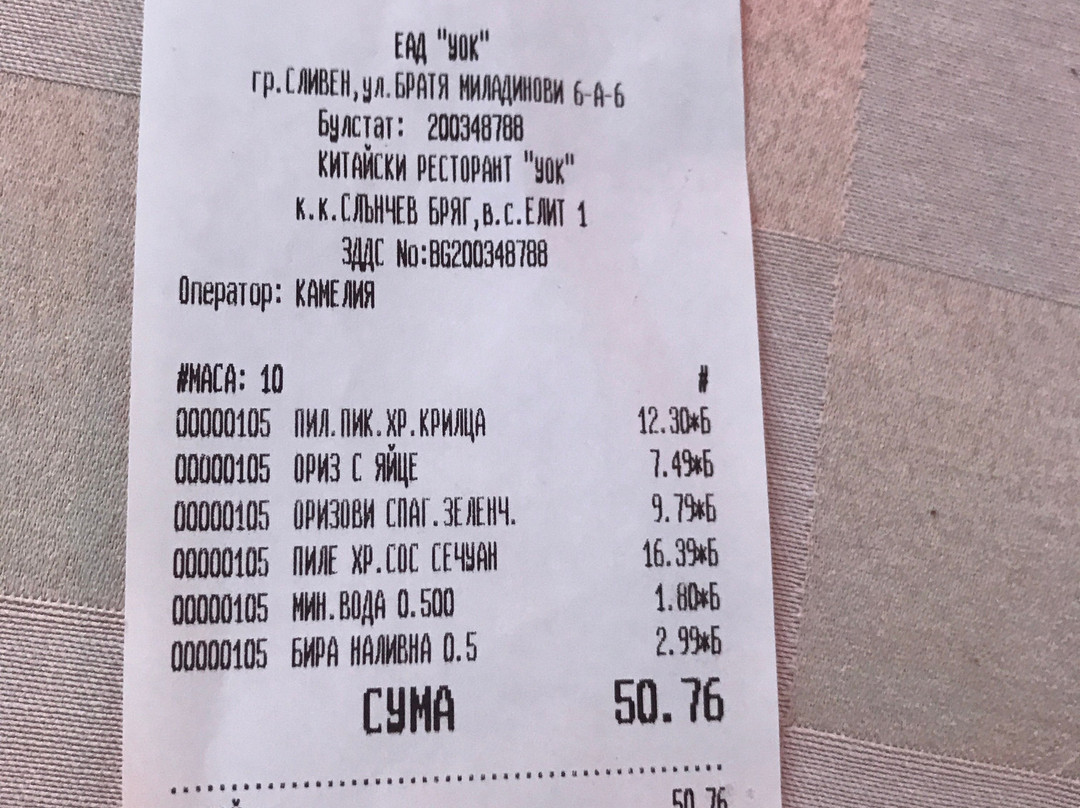 ЕАД "УОК"
гр.СЛИВЕН,ул.БРАТЯ МИЛАДИНОВИ 6-А-6
Булстат: 200348788
КИТАЙСКИ РЕСТОРАНТ "УОК"
к.к.СЛЪНЧЕВ БРЯГ,в.с.ЕЛИТ 1
ЗДДС No:BG200348788
Оператор: КАМЕЛИЯ
#МАСА: 10 #
00000105 ПИЛ.ПИК.ХР.КРИЛЦА 12.30*Б
00000105 ОРИЗ С ЯЙЦЕ 7.49*Б
00000105 ОРИЗОВИ СПАГ.ЗЕЛЕНЧ. 9.79*Б
00000105 ПИЛЕ ХР.СОС СЕЧУАН 16.39*Б
00000105 МИН.ВОДА 0.500 1.80*Б
00000105 БИРА НАЛИВНА 0.5 2.99*Б
СУМА 50.76
50.76